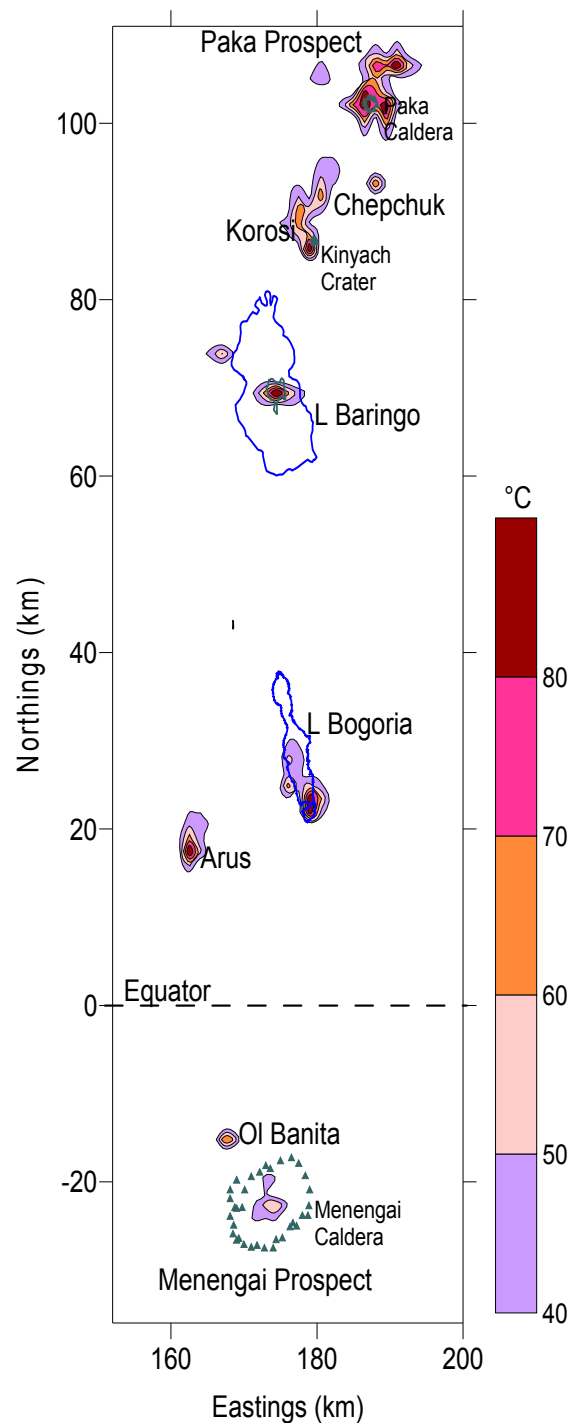 Paka Prospect
Paka
Caldera
100
Chepchuk
Korosi
Kinyach
Crater
80
L Baringo
60
°C
40
L Bogoria
20
Arus
Equator
0
Ol Banita
-20
Menengai
Caldera
Menengai Prospect
Northings (km)
160
180
200
Eastings (km)
80
70
60
50
40